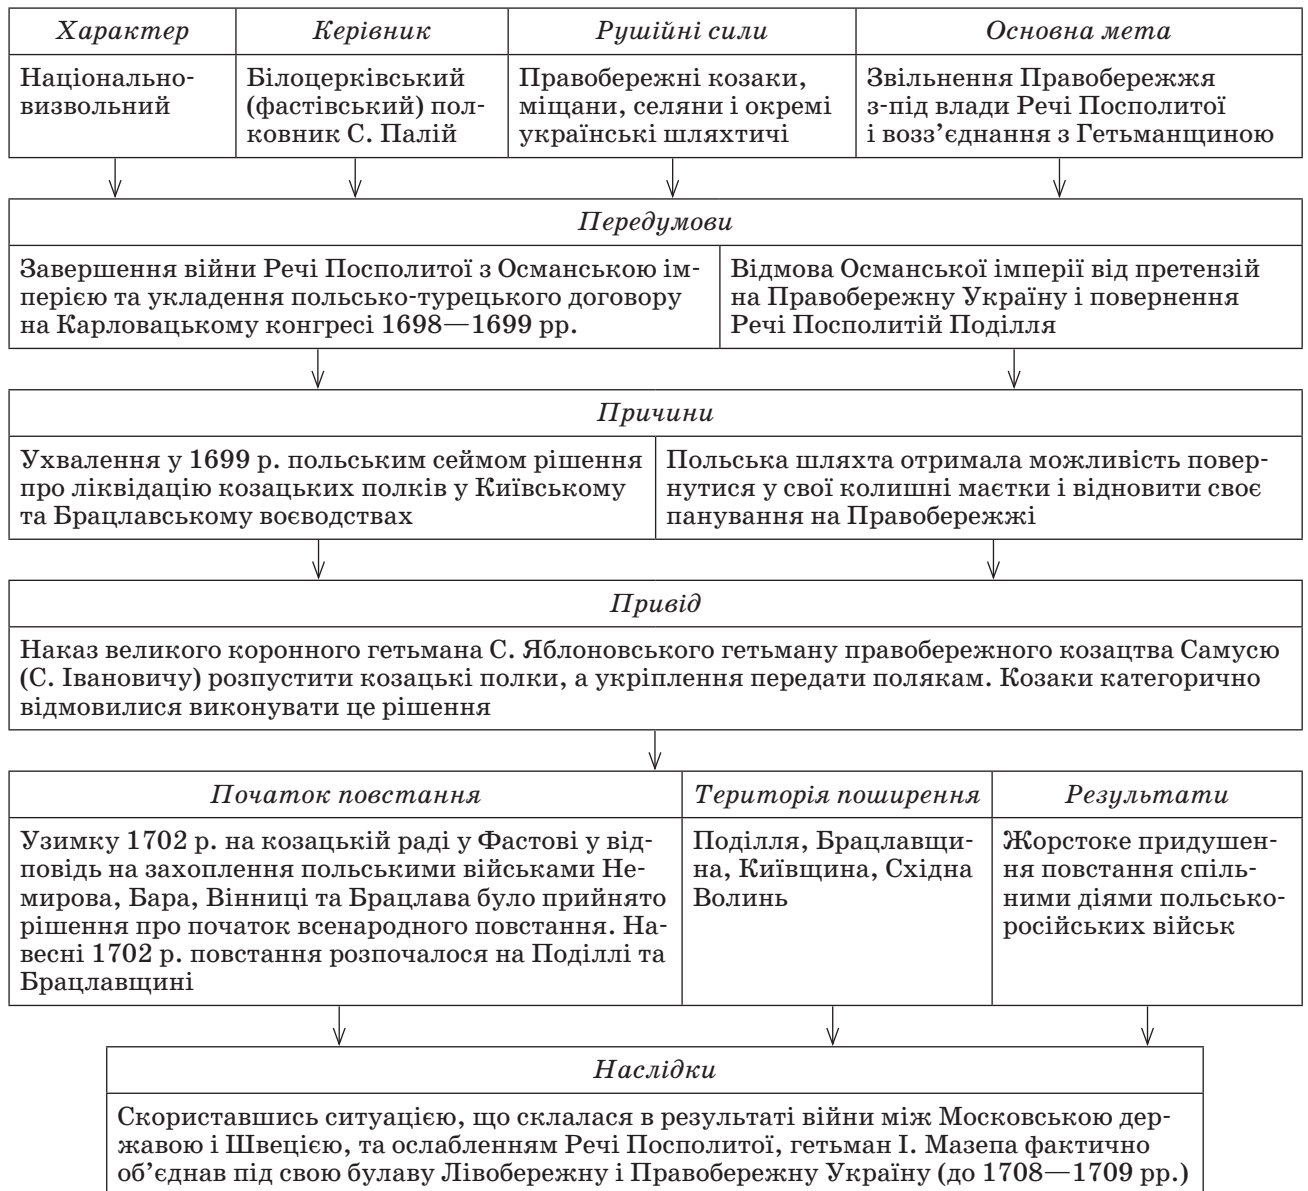 Характер
Керівник
Рушійні сили
Основна мета
Національно-
визвольний
Білоцерківський
(фастівський) пол-
ковник С. Палій
Правобережні козаки,
міщани, селяни і окремі
українські шляхтичі
Звільнення Правобережжя
з-під влади Речі Посполитої
і возз’єднання з Гетьманщиною
Передумови
Завершення війни Речі Посполитої з Османською ім-
перією та укладення польсько-турецького договору
на Карловацькому конгресі 1698—1699 рр.
Відмова Османської імперії від претензій
на Правобережну Україну і повернення
Речі Посполитій Поділля
Причини
Ухвалення у 1699 р. польським сеймом рішення
про ліквідацію козацьких полків у Київському
та Брацлавському воєводствах
Польська шляхта отримала можливість повер-
нутися у свої колишні маєтки і відновити своє
панування на Правобережжі
Привід
Наказ великого коронного гетьмана С. Яблоновського гетьману правобережного козацтва Самусю
(С. Івановичу) розпустити козацькі полки, а укріплення передати полякам. Козаки категорично
відмовилися виконувати це рішення
Початок повстання
Територія поширення
Результати
Узимку 1702 р. на козацькій раді у Фастові у від-
повідь на захоплення польськими військами Не-
мирова, Бара, Вінниці та Брацлава було прийнято
рішення про початок всенародного повстання. На-
весні 1702 р. повстання розпочалося на Поділлі та
Брацлавщині
Поділля, Брацлавщи-
на, Київщина, Східна
Волинь
Жорстоке придушен-
ня повстання спіль-
ними діями польсько-
російських військ
Наслідки
Скориставшись ситуацією, що склалася в результаті війни між Московською дер-
жавою і Швецією, та ослабленням Речі Посполитої, гетьман І. Мазепа фактично
об’єднав під свою булаву Лівобережну і Правобережну Україну (до 1708—1709 рр.)